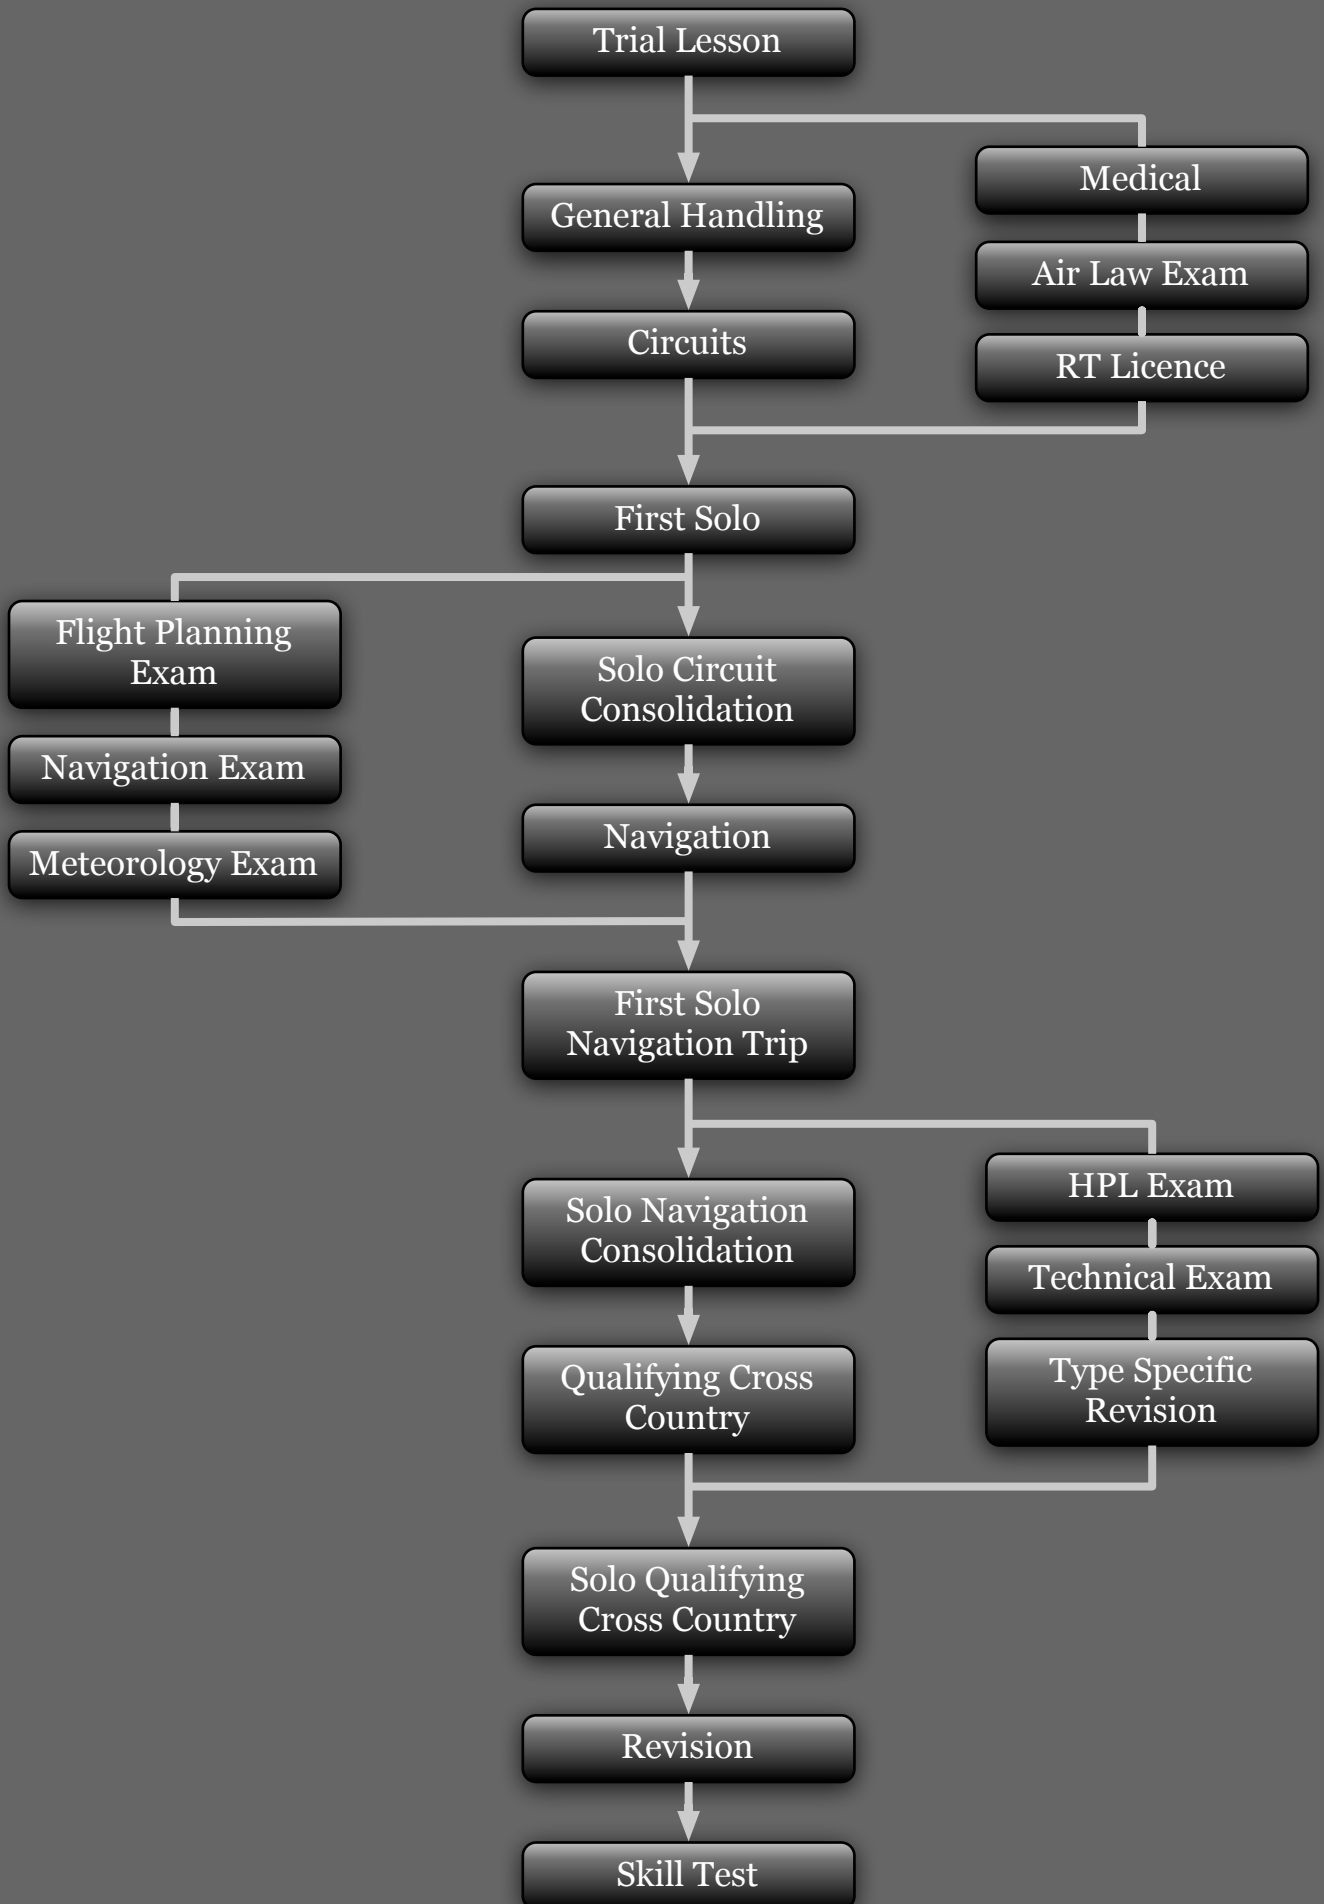 Trial Lesson
Medical
General Handling
Air Law Exam
Circuits
RT Licence
First Solo
Flight Planning
Exam
Solo Circuit
Consolidation
Navigation Exam
Navigation
Meteorology Exam
First Solo
Navigation Trip
HPL Exam
Solo Navigation
Consolidation
Technical Exam
Qualifying Cross
Country
Type Specific
Revision
Solo Qualifying
Cross Country
Revision
Skill Test